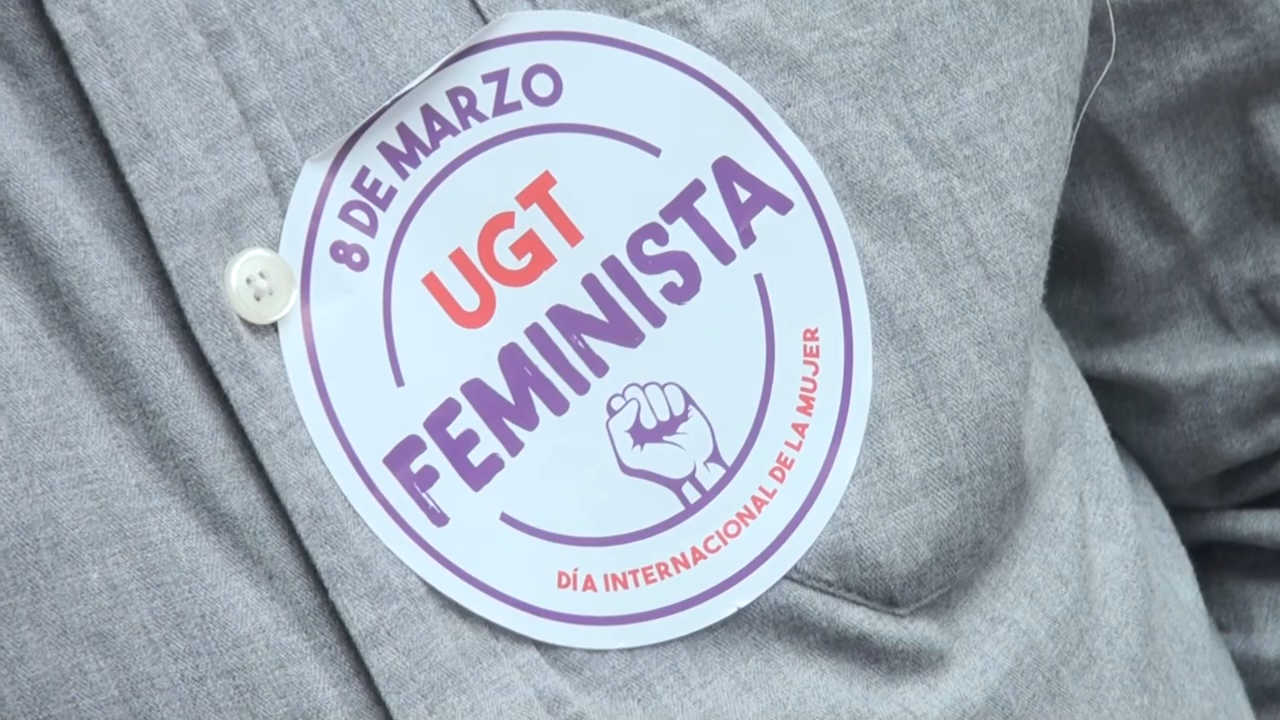 8 DE MARZO
UGT
FEMINISTA
DÍA INTERNACIONAL DE LA MUJER